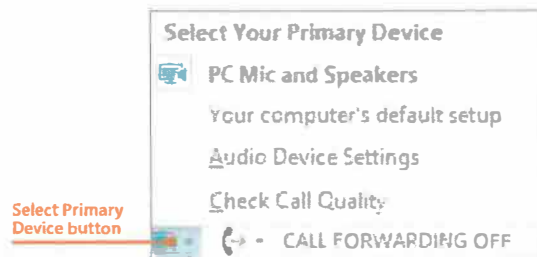 Select Your Primary Device
PC Mic and Speakers
Your computer's default setup
Audio Device Settings
Check Call Quality
Select Primary
Device button
CALL FORWARDING OFF